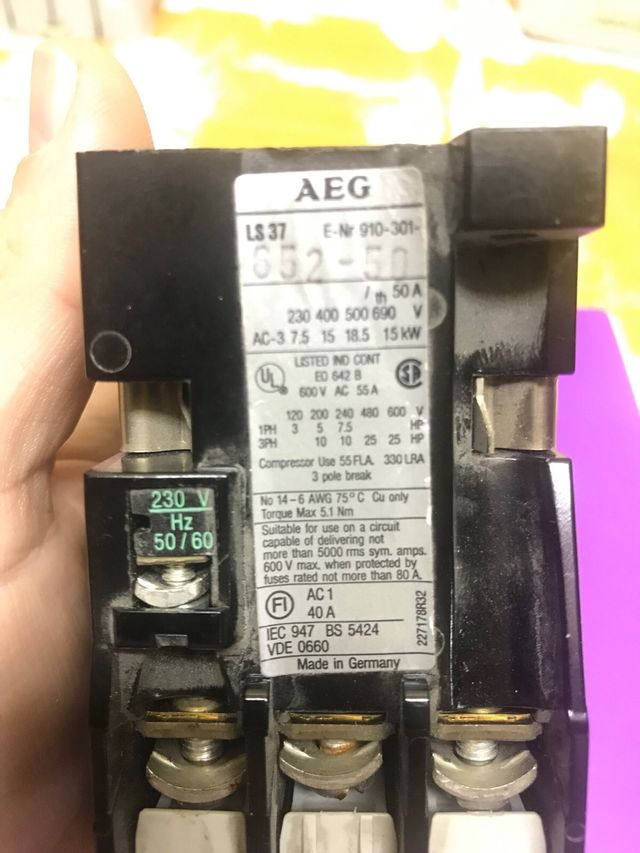 AEG
LS 37 E-Nr 910-301-
652-50
I th 50 A
230 400 500 690 V
AC-3 7.5 15 18.5 15 kW
UL LISTED IND CONT
EO 642 B
600 V AC 55 A
120 200 240 480 600 V
1PH 3 5 7.5 HP
3PH 10 10 25 25 HP
Compressor Use 55 FLA. 330 LRA
3 pole break
No 14-6 AWG 75°C Cu only
Torque Max 5.1 Nm
Suitable for use on a circuit
capable of delivering not
more than 5000 rms sym. amps.
600 V max. when protected by
fuses rated not more than 80 A.
FI AC 1
40 A
IEC 947 BS 5424
VDE 0660
227178R32
Made in Germany
230 V
Hz
50/60